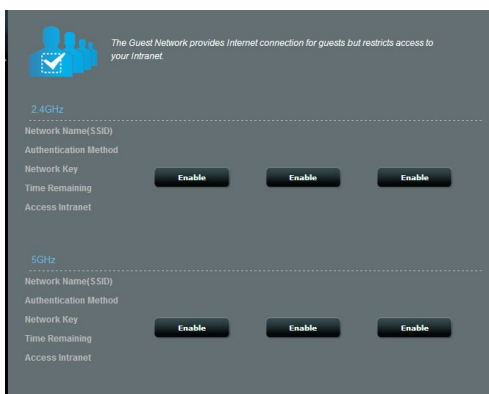 The Guest Network provides Internet connection for guests but restricts access to
your Intranet.
2.4GHz
Network Name(SSID)
Authentication Method
Network Key
Time Remaining
Access Intranet
Enable Enable Enable
5GHz
Network Name(SSID)
Authentication Method
Network Key
Time Remaining
Access Intranet
Enable Enable Enable